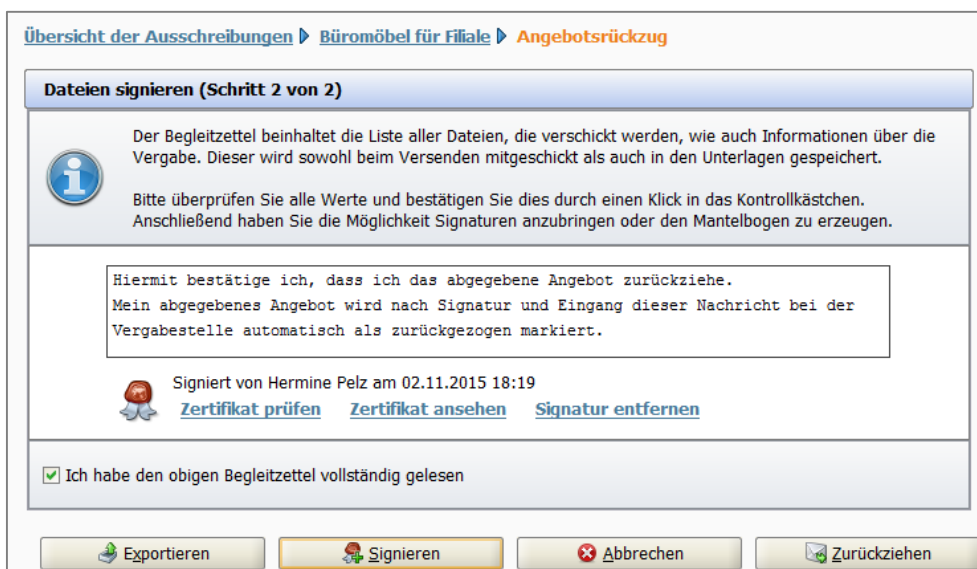 Übersicht der Ausschreibungen Büromöbel für Filiale Angebotsrückzug
Dateien signieren (Schritt 2 von 2)
Der Begleitzettel beinhaltet die Liste aller Dateien, die verschickt werden, wie auch Informationen über die
Vergabe. Dieser wird sowohl beim Versenden mitgeschickt als auch in den Unterlagen gespeichert.
Bitte überprüfen Sie alle Werte und bestätigen Sie dies durch einen Klick in das Kontrollkästchen.
Anschließend haben Sie die Möglichkeit Signaturen anzubringen oder den Mantelbogen zu erzeugen.
Hiermit bestätige ich, dass ich das abgegebene Angebot zurückziehe.
Mein abgegebenes Angebot wird nach Signatur und Eingang dieser Nachricht bei der
Vergabestelle automatisch als zurückgezogen markiert.
Signiert von Hermine Pelz am 02.11.2015 18:19
Zertifikat prüfen Zertifikat ansehen Signatur entfernen
Ich habe den obigen Begleitzettel vollständig gelesen
Exportieren Signieren Abbrechen Zurückziehen